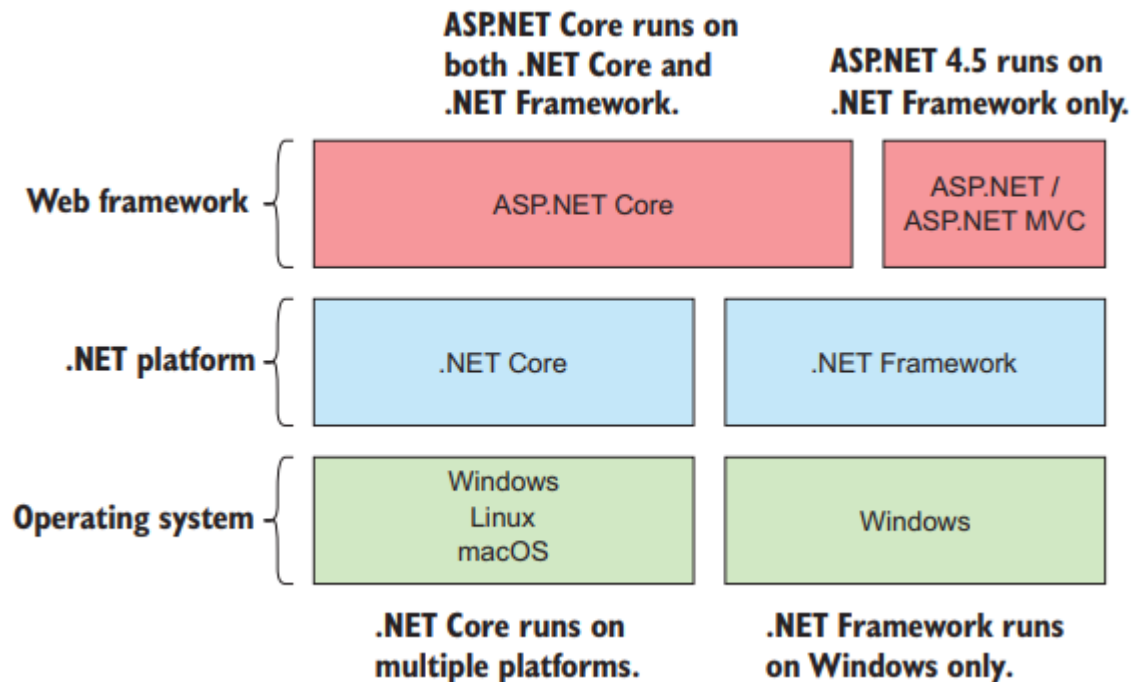 ASP.NET Core runs on
both .NET Core and
.NET Framework.
ASP.NET 4.5 runs on
.NET Framework only.
Web framework
ASP.NET Core
ASP.NET /
ASP.NET MVC
.NET platform
.NET Core
.NET Framework
Operating system
Windows
Linux
macOS
Windows
.NET Core runs on
multiple platforms.
.NET Framework runs
on Windows only.